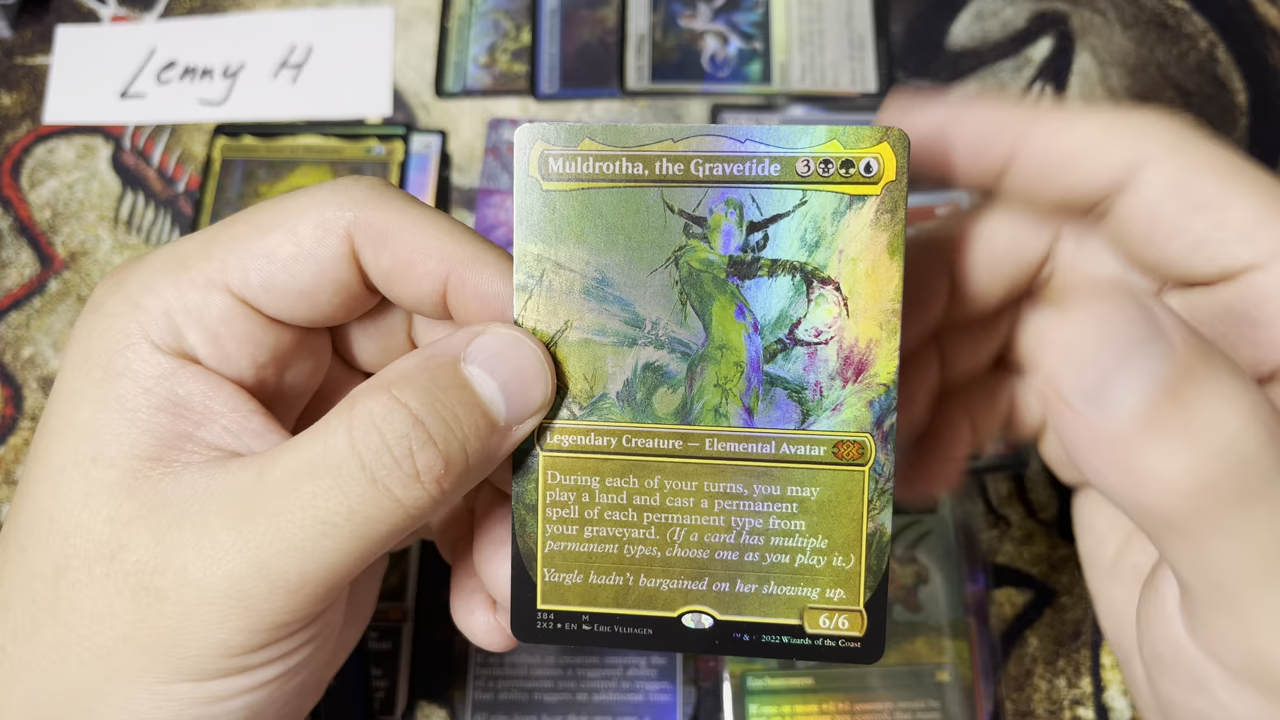 Lenny H
Muldrotha, the Gravetide 3
Legendary Creature — Elemental Avatar
During each of your turns, you may
play a land and cast a permanent
spell of each permanent type from
your graveyard. (If a card has multiple
permanent types, choose one as you play it.)
Yargle hadn't bargained on her showing up.
6/6
384 M
2X2 ★ EN Eric Velhagen
™ & © 2022 Wizards of the Coast